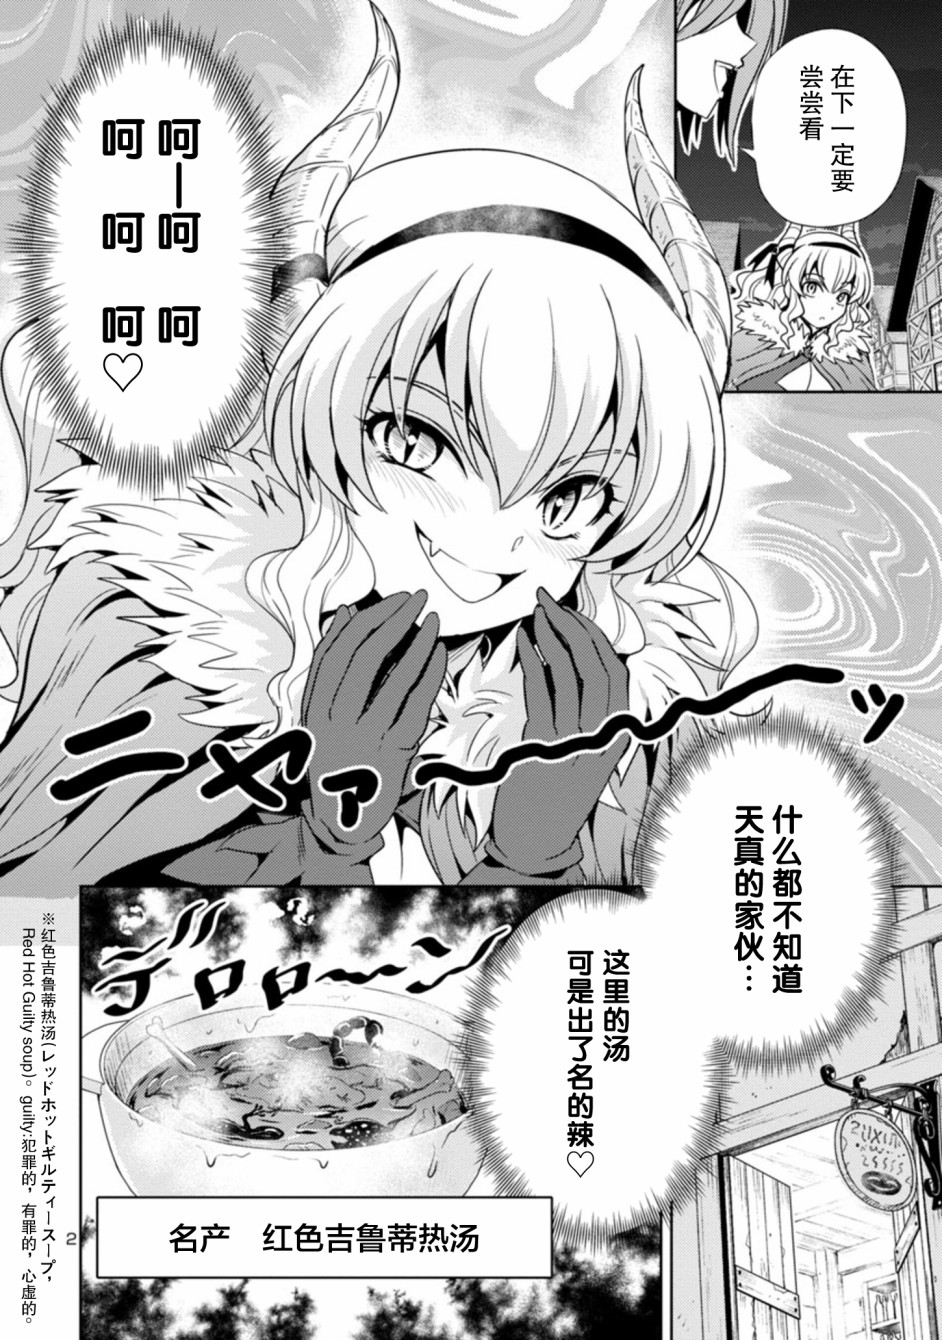 在下一定要
尝尝看
呵—呵 呵
呵 呵 呵♡
ニャァ〜ッ
什么都不知道
天真的家伙…
这里的汤
可是出了名的辣♡
デロロ〜ン
名产 红色吉鲁蒂热汤
※红色吉鲁蒂热汤(レッドホットギルティースープ,
Red Hot Guilty soup)。guilty:犯罪的,有罪的,心虚的。
2